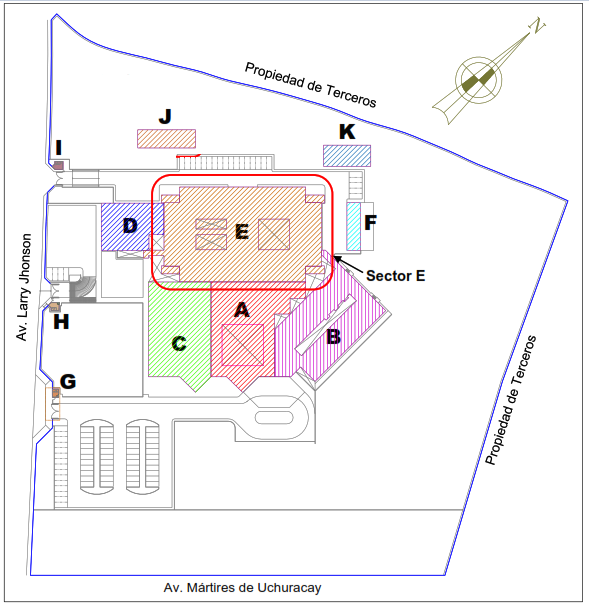 N
Propiedad de Terceros
J
K
I
D
E
F
Av. Larry Jhonson
Sector E
H
A
C
B
G
Propiedad de Terceros
Av. Mártires de Uchuracay